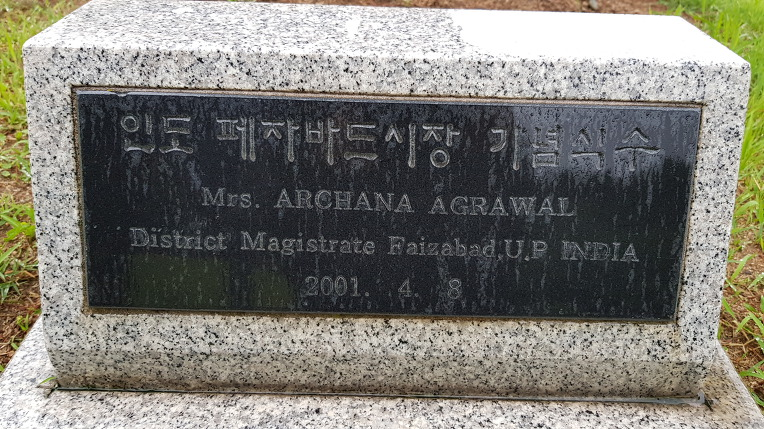 인도 페자바드시장 기념식수
Mrs. ARCHANA AGRAWAL
District Magistrate Faizabad,U.P INDIA
2001. 4. 8